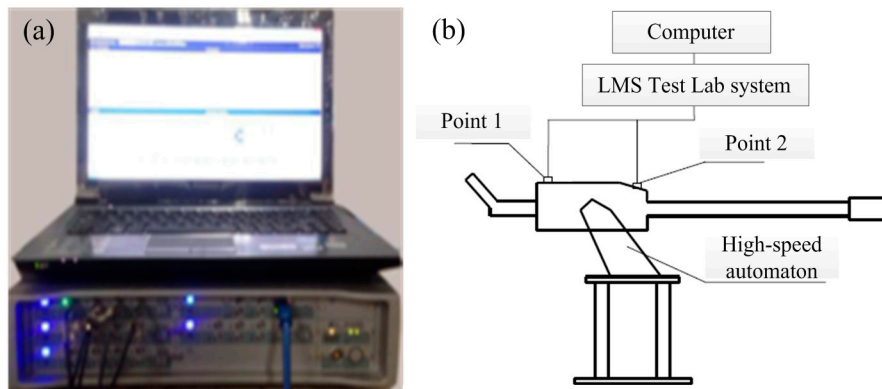 (a)
(b)
Computer
LMS Test Lab system
Point 1
Point 2
High-speed
automaton